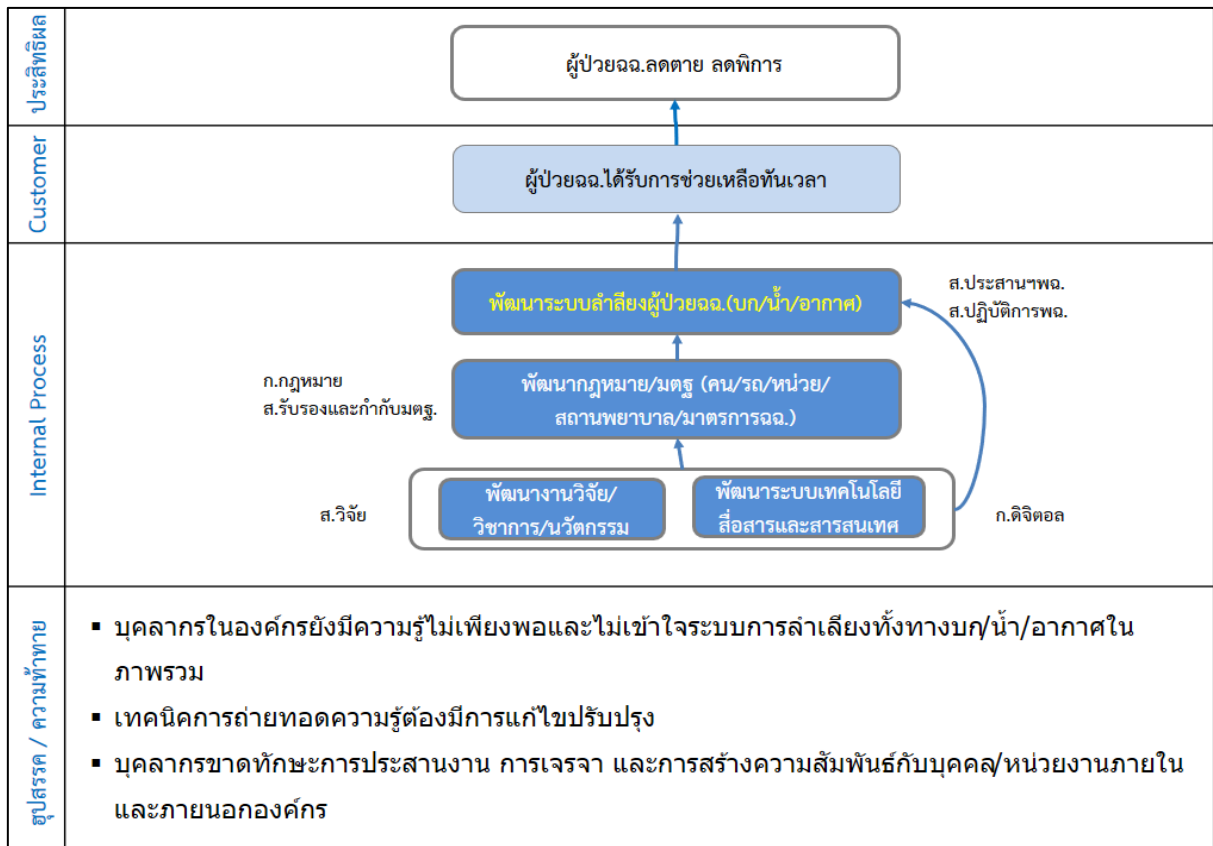 ประสิทธิผล
ผู้ป่วยฉฉ.ลดตาย ลดพิการ
Customer
ผู้ป่วยฉฉ.ได้รับการช่วยเหลือทันเวลา
Internal Process
พัฒนาระบบลำลียงผู้ป่วยฉฉ.(บก/น้ำ/อากาศ)
ส.ประสานฯพฉ.
ส.ปฏิบัติการพฉ.
ก.กฎหมาย
ส.รับรองและกำกับมตฐ.
พัฒนากฎหมาย/มตฐ (คน/รถ/หน่วย/
สถานพยาบาล/มาตรการฉฉ.)
ส.วิจัย
พัฒนางานวิจัย/
วิชาการ/นวัตกรรม
พัฒนาระบบเทคโนโลยี
สื่อสารและสารสนเทศ
ก.ดิจิตอล
อุปสรรค / ความท้าทาย
▪ บุคลากรในองค์กรยังมีความรู้ไม่เพียงพอและไม่เข้าใจระบบการลำเลียงทั้งทางบก/น้ำ/อากาศใน
ภาพรวม
▪ เทคนิคการถ่ายทอดความรู้ต้องมีการแก้ไขปรับปรุง
▪ บุคลากรขาดทักษะการประสานงาน การเจรจา และการสร้างความสัมพันธ์กับบุคคล/หน่วยงานภายใน
และภายนอกองค์กร